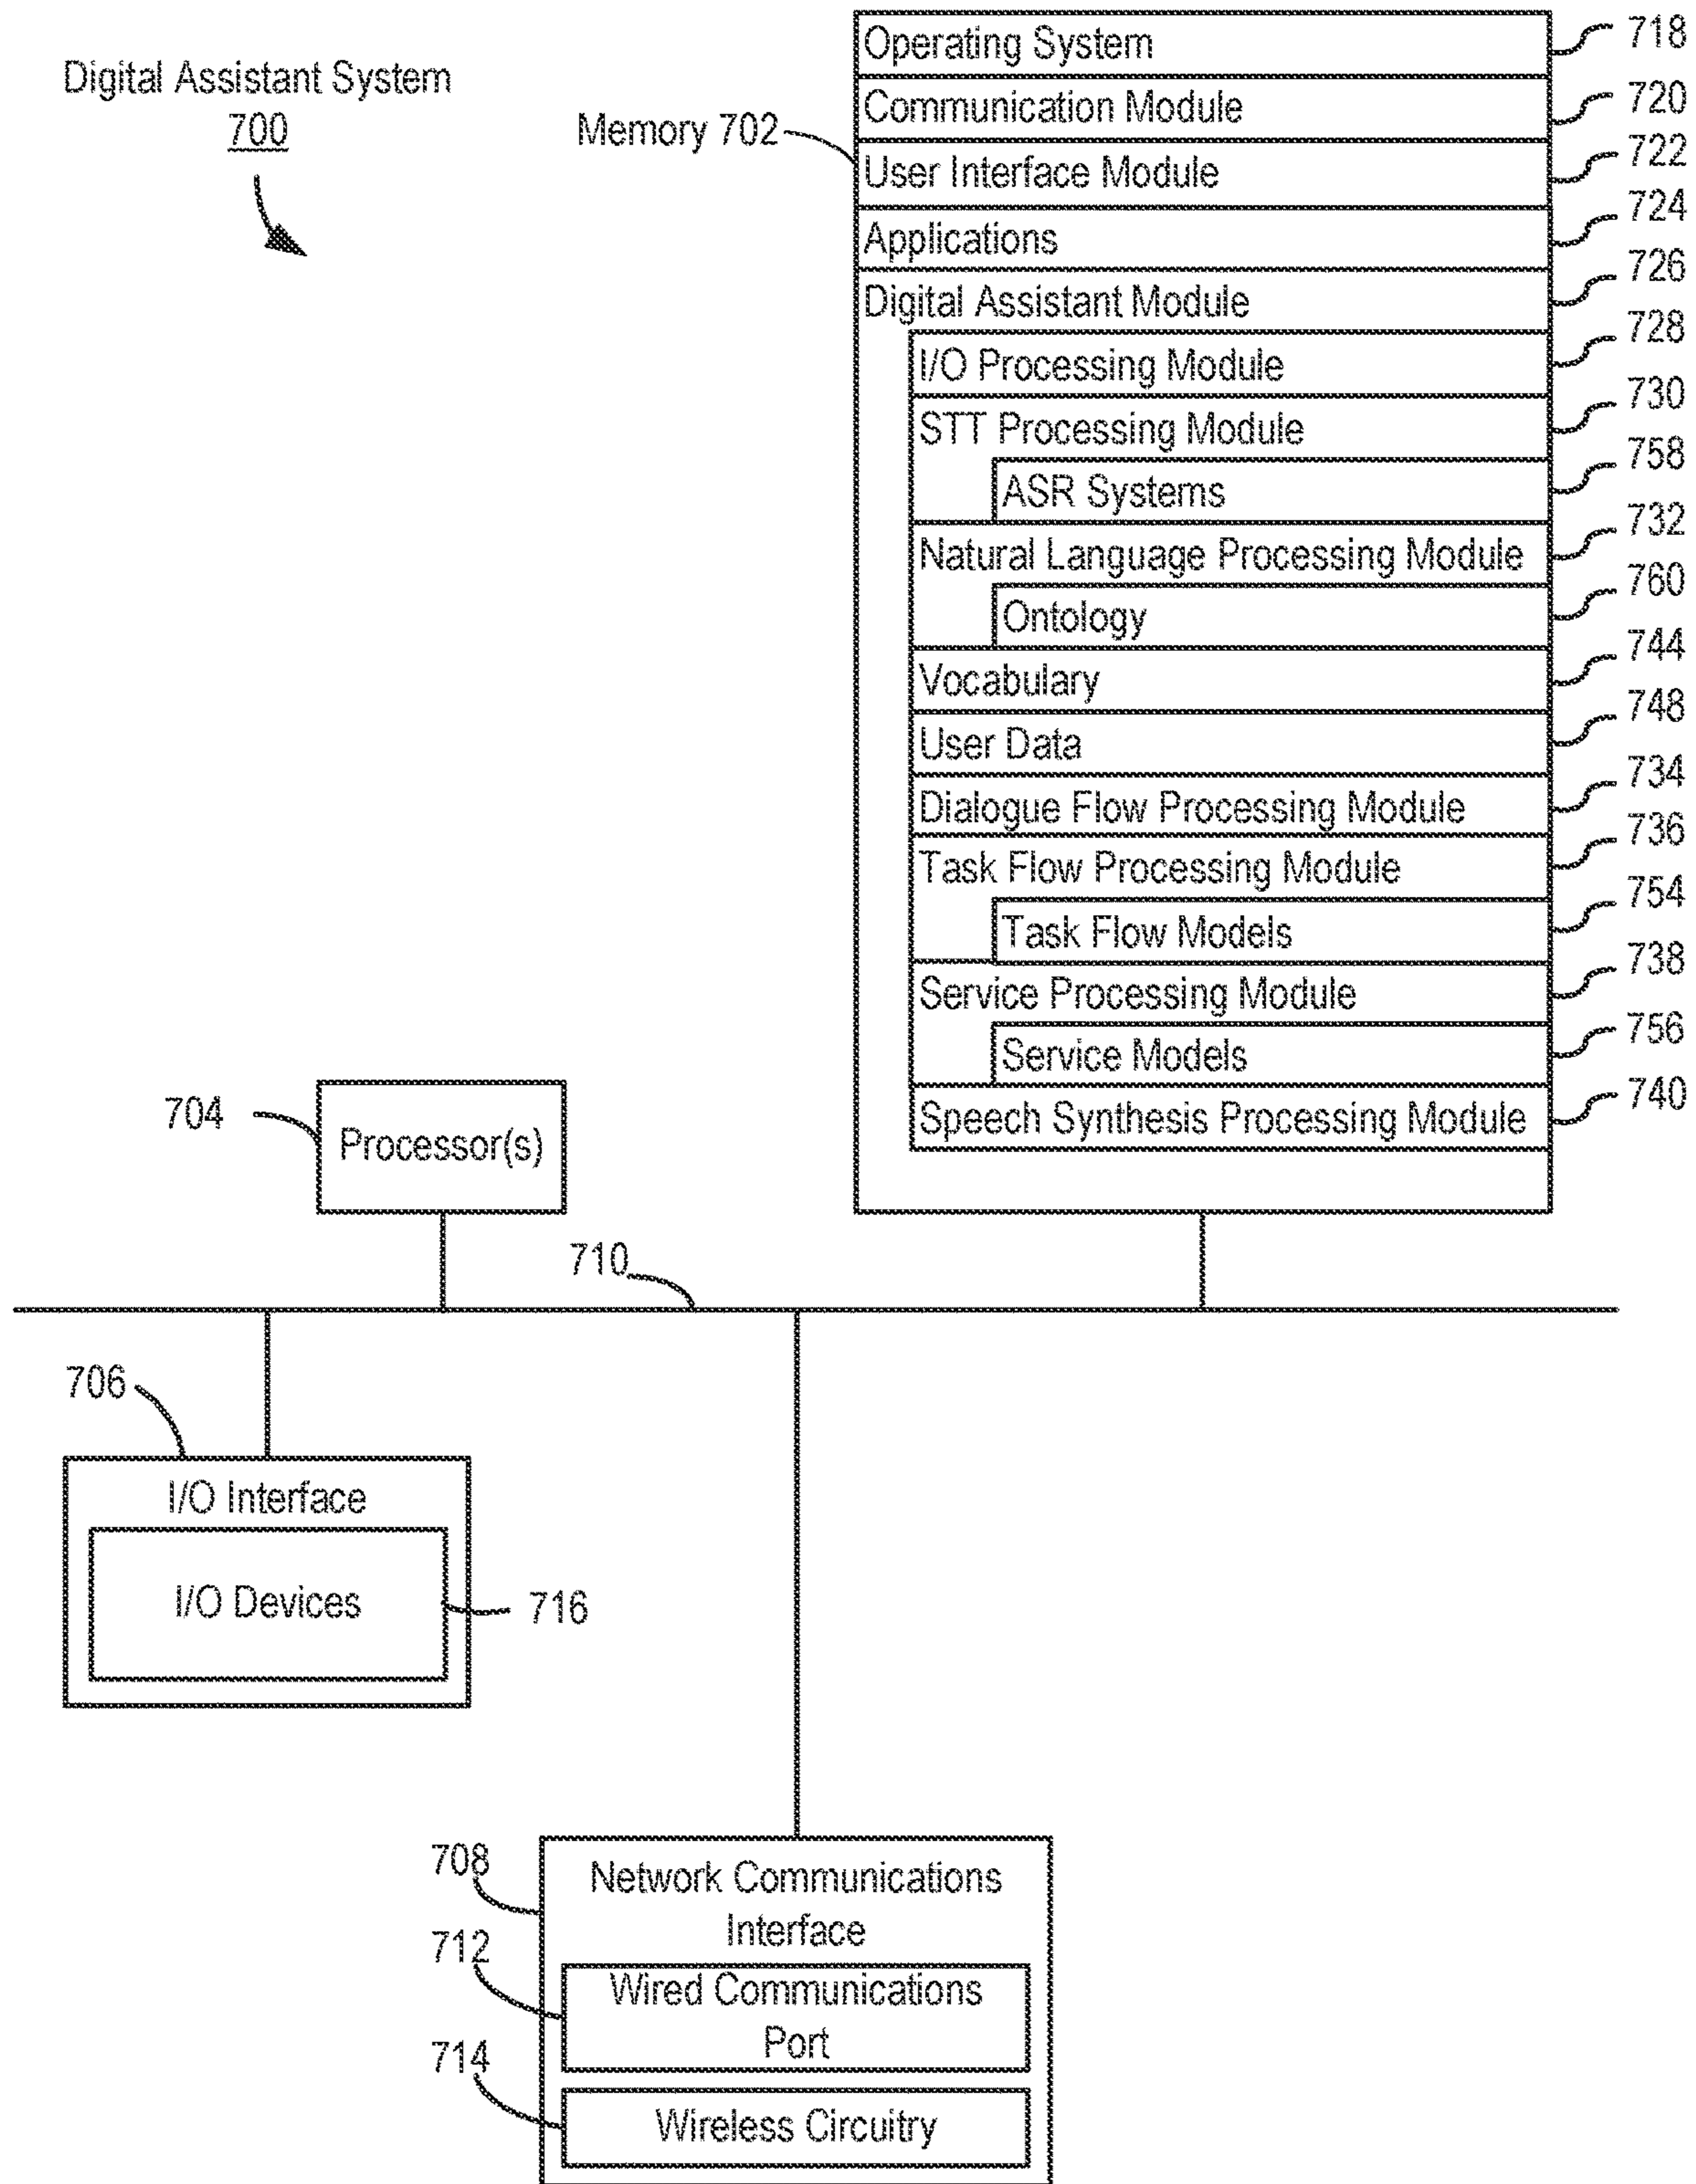 Digital Assistant System
700
Memory 702
Operating System 718
Communication Module 720
User Interface Module 722
Applications 724
Digital Assistant Module 726
I/O Processing Module 728
STT Processing Module 730
ASR Systems 758
Natural Language Processing Module 732
Ontology 760
Vocabulary 744
User Data 748
Dialogue Flow Processing Module 734
Task Flow Processing Module 736
Task Flow Models 754
Service Processing Module 738
Service Models 756
Speech Synthesis Processing Module 740
704
Processor(s)
710
706
I/O Interface
I/O Devices
716
708
Network Communications
Interface
712
Wired Communications
Port
714
Wireless Circuitry